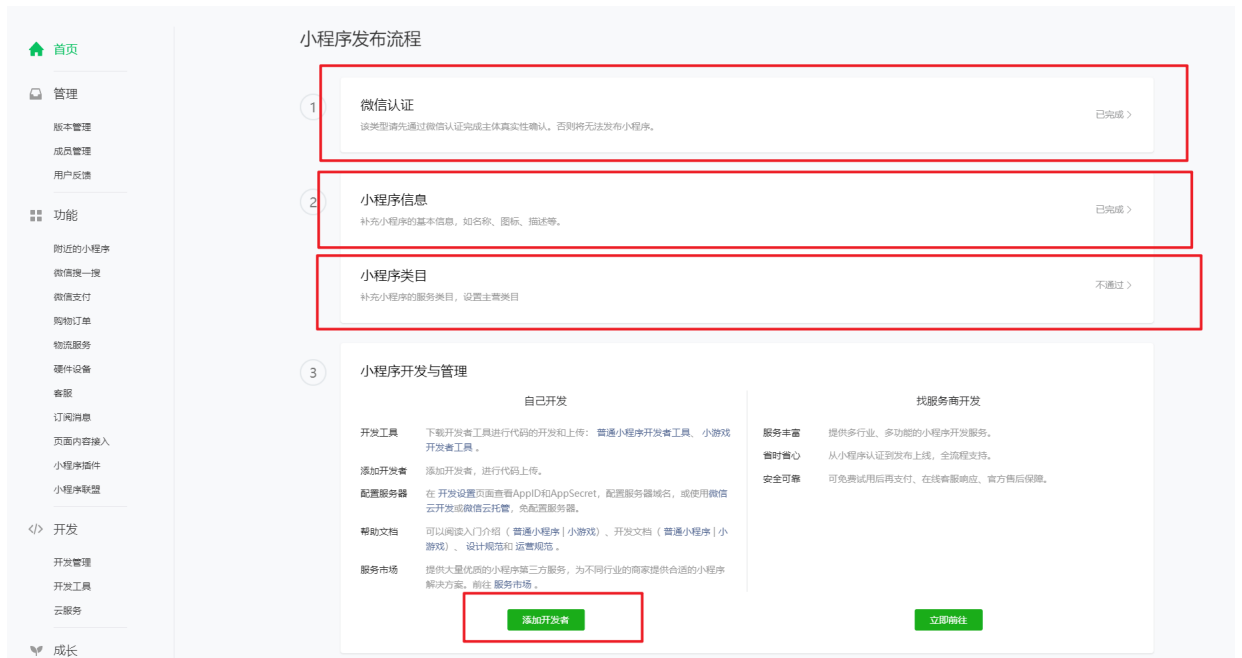 首页
管理
版本管理
成员管理
用户反馈
功能
附近的小程序
微信搜一搜
微信支付
购物订单
物流服务
硬件设备
客服
订阅消息
页面内容接入
小程序插件
小程序联盟
</> 开发
开发管理
开发工具
云服务
成长
小程序发布流程
1
微信认证
该类型请先通过微信认证完成主体真实性确认。否则将无法发布小程序。
已完成 >
2
小程序信息
补充小程序的基本信息，如名称、图标、描述等。
已完成 >
小程序类目
补充小程序的服务类目，设置主营类目
不通过 >
3
小程序开发与管理
自己开发
开发工具 下载开发者工具进行代码的开发和上传： 普通小程序开发者工具、 小游戏
开发者工具 。
添加开发者 添加开发者，进行代码上传。
配置服务器 在 开发设置页面查看AppID和AppSecret，配置服务器域名，或使用微信
云开发或微信云托管，免配置服务器。
帮助文档 可以阅读入门介绍（ 普通小程序 | 小游戏）、开发文档（ 普通小程序 | 小
游戏）、 设计规范和 运营规范 。
服务市场 提供大量优质的小程序第三方服务，为不同行业的商家提供合适的小程序
解决方案。前往 服务市场 。
添加开发者
找服务商开发
服务丰富 提供多行业、多功能的小程序开发服务。
省时省心 从小程序认证到发布上线，全流程支持。
安全可靠 可免费试用后再支付、在线客服响应、官方售后保障。
立即前往